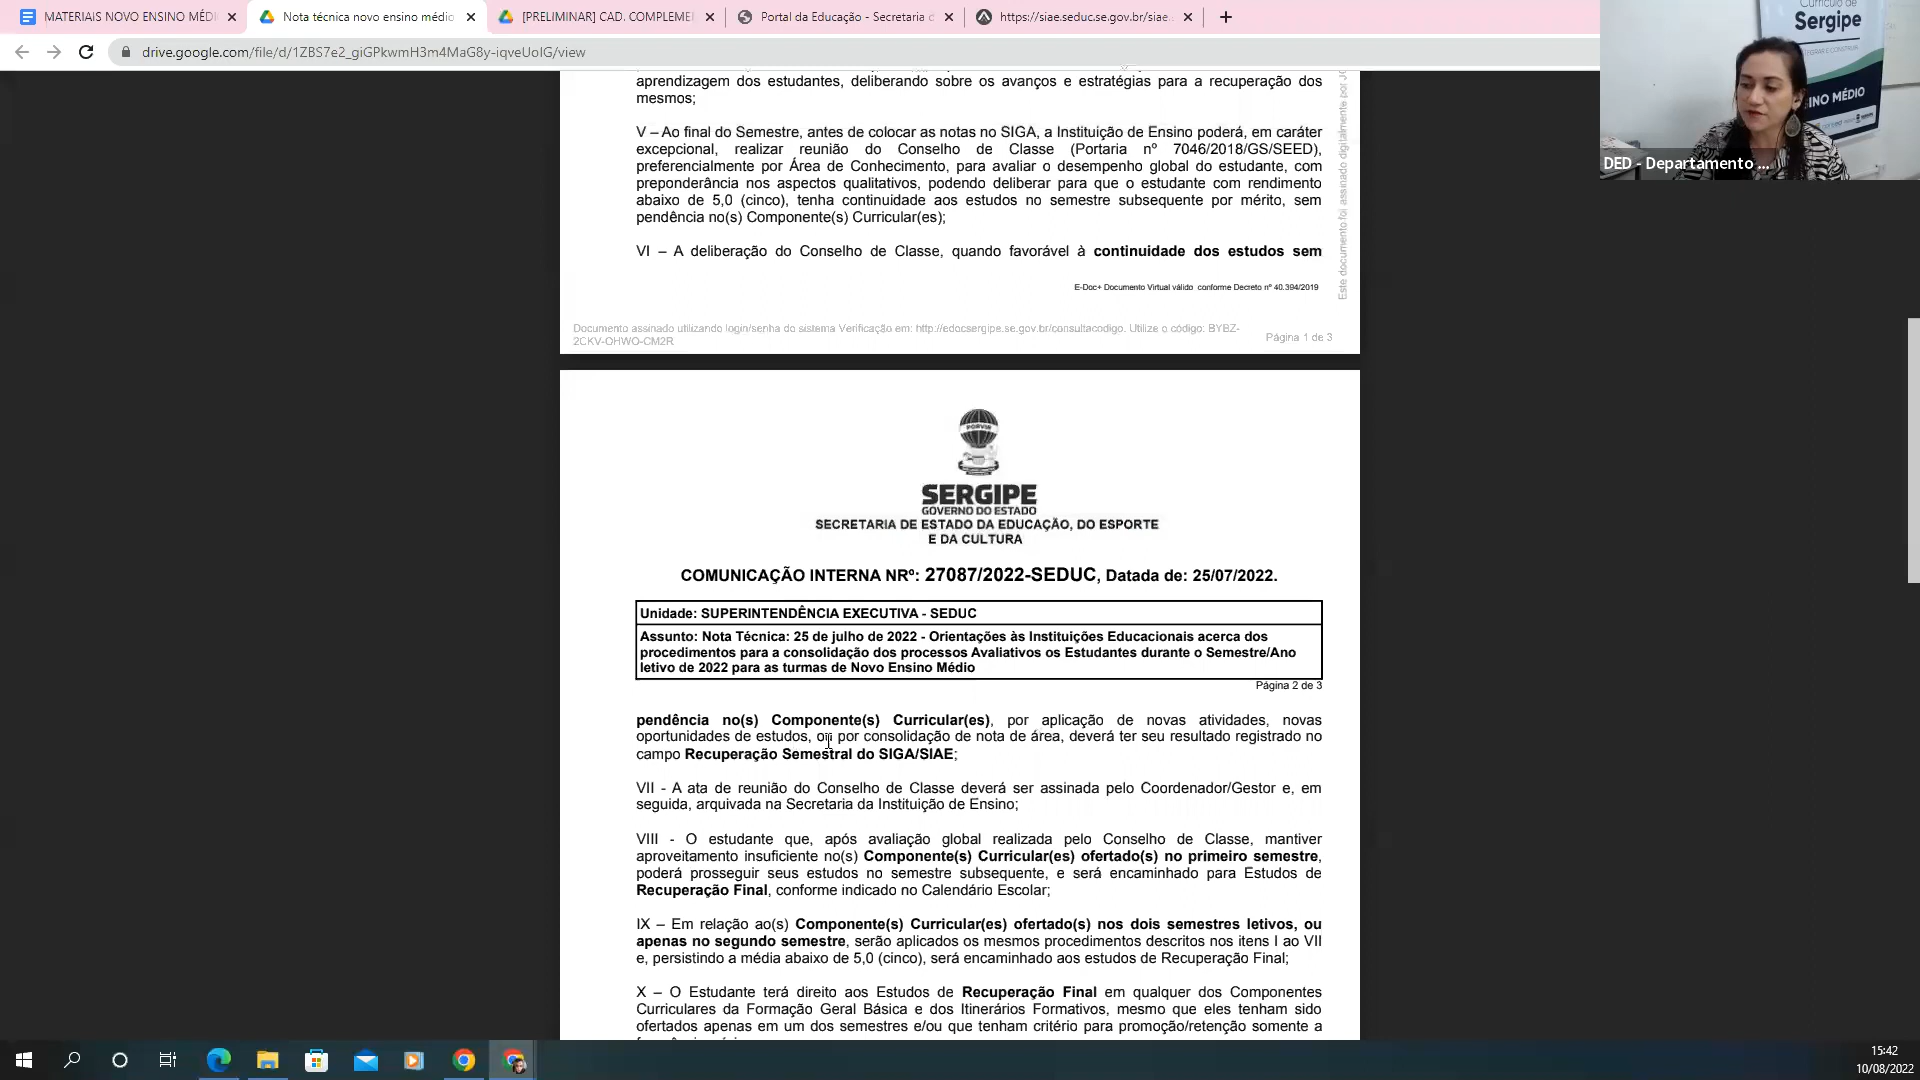 MATERIAIS NOVO ENSINO MÉDI
Nota técnica novo ensino médio
[PRELIMINAR] CAD. COMPLEME
Portal da Educação - Secretaria d
https://siae.seduc.se.gov.br/siae.
drive.google.com/file/d/1ZBS7e2_giGPkwmH3m4MaG8y-iqveUoIG/view
Currículo de
Sergipe
INTEGRAR E CONSTRUIR
ENSINO MÉDIO
DED - Departamento ...
aprendizagem dos estudantes, deliberando sobre os avanços e estratégias para a recuperação dos
mesmos;
V – Ao final do Semestre, antes de colocar as notas no SIGA, a Instituição de Ensino poderá, em caráter
excepcional, realizar reunião do Conselho de Classe (Portaria nº 7046/2018/GS/SEED),
preferencialmente por Área de Conhecimento, para avaliar o desempenho global do estudante, com
preponderância nos aspectos qualitativos, podendo deliberar para que o estudante com rendimento
abaixo de 5,0 (cinco), tenha continuidade aos estudos no semestre subsequente por mérito, sem
pendência no(s) Componente(s) Curricular(es);
VI – A deliberação do Conselho de Classe, quando favorável à continuidade dos estudos sem
E-Doc+ Documento Virtual válido conforme Decreto nº 40.394/2019
Este documento foi assinado digitalmente por
Documento assinado utilizando login/senha do sistema Verificação em: http://edocsergipe.se.gov.br/consultacodigo. Utilize o código: BYBZ-
2CKV-OHWO-CM2R
Página 1 de 3
PORVIR
SERGIPE
GOVERNO DO ESTADO
SECRETARIA DE ESTADO DA EDUCAÇÃO, DO ESPORTE
E DA CULTURA
COMUNICAÇÃO INTERNA NRº: 27087/2022-SEDUC, Datada de: 25/07/2022.
Unidade: SUPERINTENDÊNCIA EXECUTIVA - SEDUC
Assunto: Nota Técnica: 25 de julho de 2022 - Orientações às Instituições Educacionais acerca dos
procedimentos para a consolidação dos processos Avaliativos os Estudantes durante o Semestre/Ano
letivo de 2022 para as turmas de Novo Ensino Médio
Página 2 de 3
pendência no(s) Componente(s) Curricular(es), por aplicação de novas atividades, novas
oportunidades de estudos, ou por consolidação de nota de área, deverá ter seu resultado registrado no
campo Recuperação Semestral do SIGA/SIAE;
VII - A ata de reunião do Conselho de Classe deverá ser assinada pelo Coordenador/Gestor e, em
seguida, arquivada na Secretaria da Instituição de Ensino;
VIII - O estudante que, após avaliação global realizada pelo Conselho de Classe, mantiver
aproveitamento insuficiente no(s) Componente(s) Curricular(es) ofertado(s) no primeiro semestre,
poderá prosseguir seus estudos no semestre subsequente, e será encaminhado para Estudos de
Recuperação Final, conforme indicado no Calendário Escolar;
IX – Em relação ao(s) Componente(s) Curricular(es) ofertado(s) nos dois semestres letivos, ou
apenas no segundo semestre, serão aplicados os mesmos procedimentos descritos nos itens I ao VII
e, persistindo a média abaixo de 5,0 (cinco), será encaminhado aos estudos de Recuperação Final;
X – O Estudante terá direito aos Estudos de Recuperação Final em qualquer dos Componentes
Curriculares da Formação Geral Básica e dos Itinerários Formativos, mesmo que eles tenham sido
ofertados apenas em um dos semestres e/ou que tenham critério para promoção/retenção somente a
15:42
10/08/2022